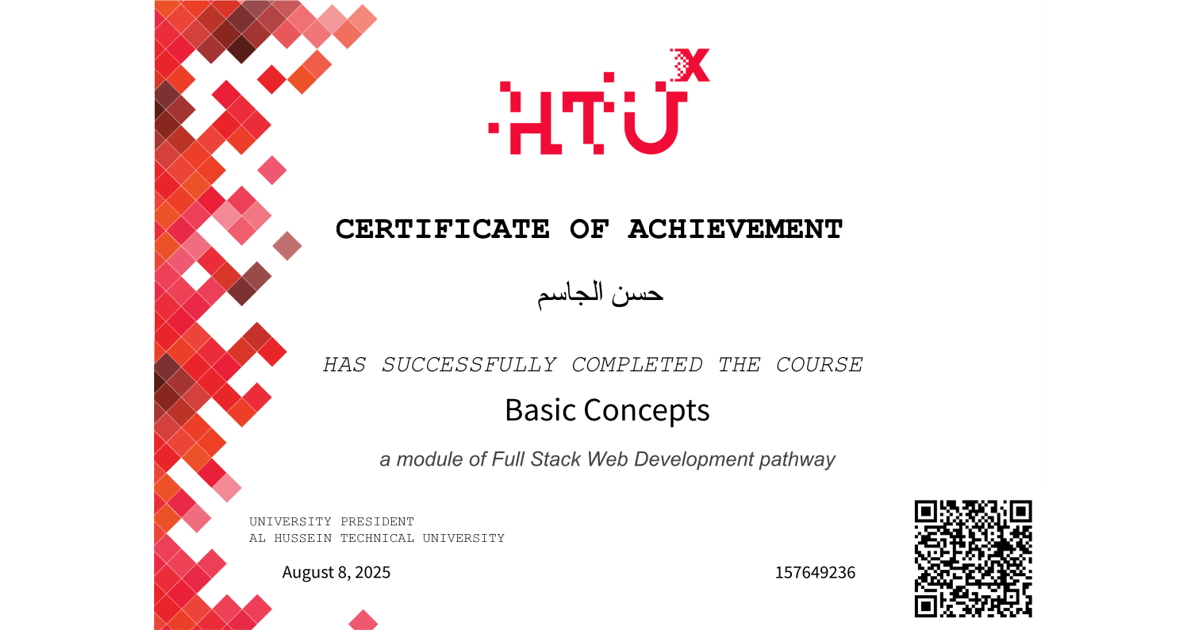 HTU X
CERTIFICATE OF ACHIEVEMENT
حسن الجاسم
HAS SUCCESSFULLY COMPLETED THE COURSE
Basic Concepts
a module of Full Stack Web Development pathway
UNIVERSITY PRESIDENT
AL HUSSEIN TECHNICAL UNIVERSITY
August 8, 2025
157649236